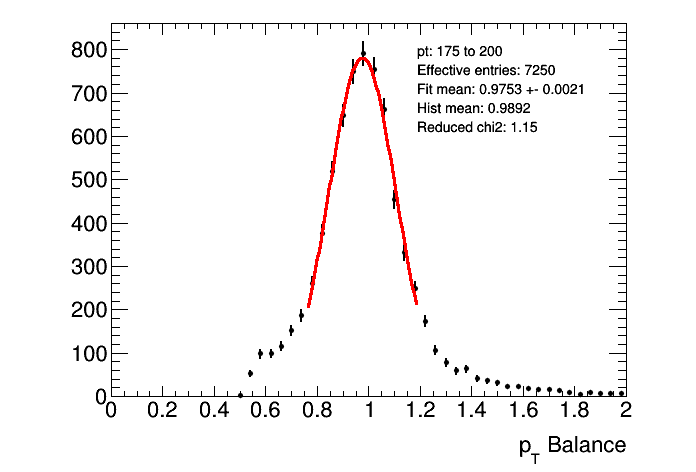 800
700
600
500
400
300
200
100
0
pt: 175 to 200
Effective entries: 7250
Fit mean: 0.9753 +- 0.0021
Hist mean: 0.9892
Reduced chi2: 1.15
0 0.2 0.4 0.6 0.8 1 1.2 1.4 1.6 1.8 2
pT Balance